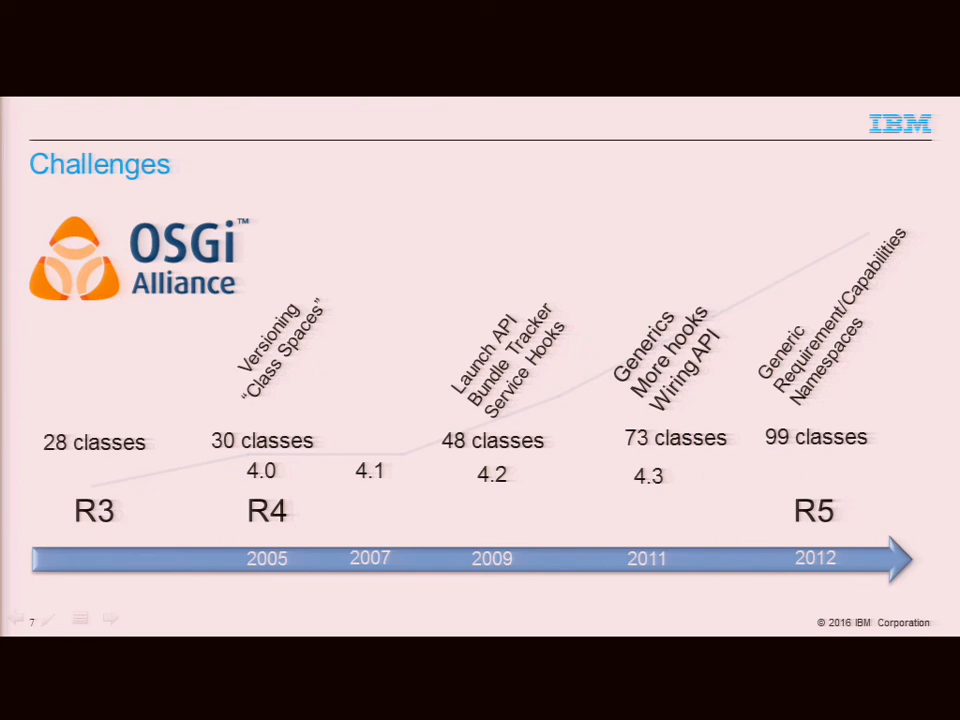 IBM
Challenges
OSGi™
Alliance
Versioning
“Class Spaces”
Launch API
Bundle Tracker
Service Hooks
Generics
More hooks
Wiring API
Generic
Requirement/Capabilities
Namespaces
28 classes
30 classes
48 classes
73 classes
99 classes
4.0
4.1
4.2
4.3
R3
R4
R5
2005
2007
2009
2011
2012
7
© 2016 IBM Corporation